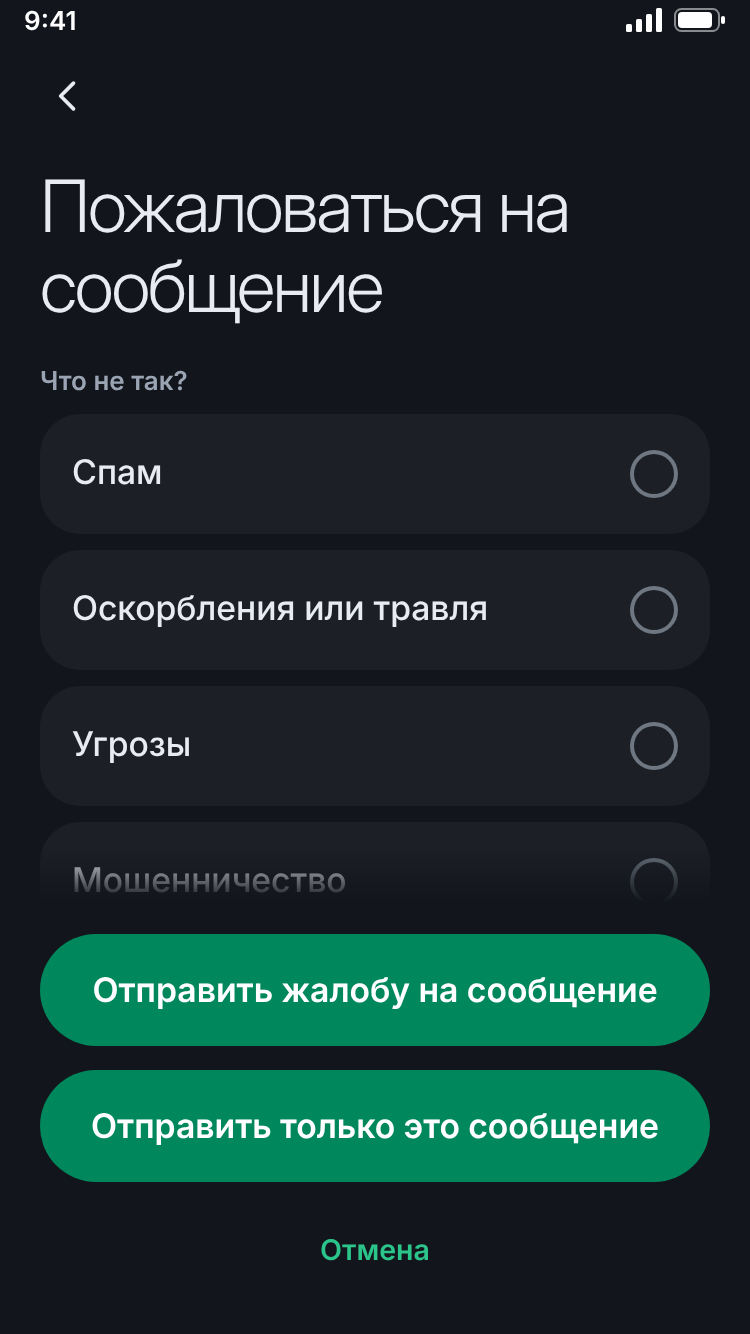 9:41
Пожаловаться на
сообщение
Что не так?
Спам
Оскорбления или травля
Угрозы
Мошенничество
Отправить жалобу на сообщение
Отправить только это сообщение
Отмена